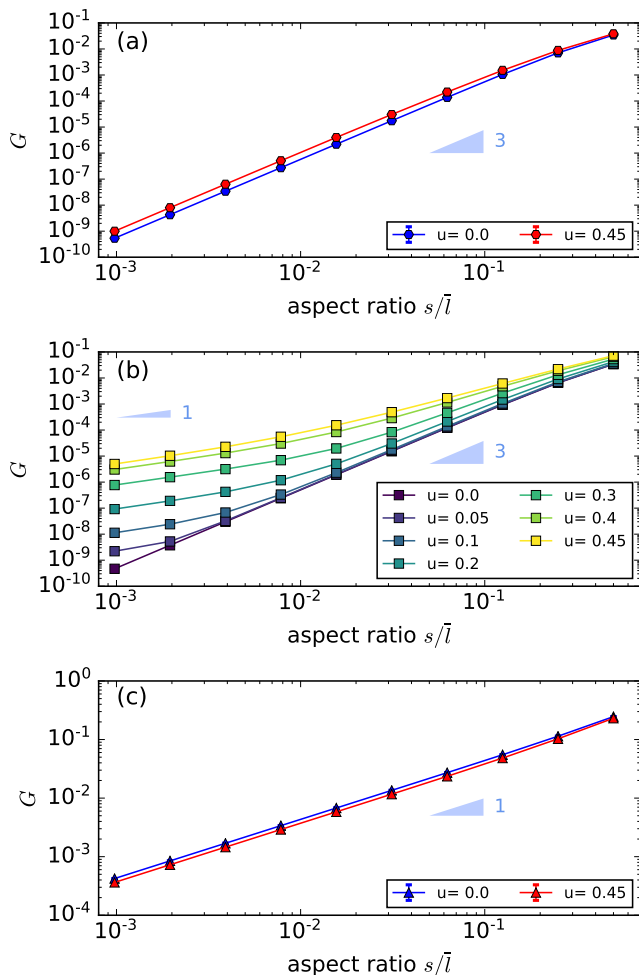 (a)
10^{-1}
10^{-2}
10^{-3}
10^{-4}
10^{-5}
10^{-6}
10^{-7}
10^{-8}
10^{-9}
10^{-10}
G
3
u= 0.0 u= 0.45
10^{-3} 10^{-2} 10^{-1}
aspect ratio s/\bar{l}
(b)
10^{-1}
10^{-2}
10^{-3}
10^{-4}
10^{-5}
10^{-6}
10^{-7}
10^{-8}
10^{-9}
10^{-10}
G
1
3
u= 0.0 u= 0.3
u= 0.05 u= 0.4
u= 0.1 u= 0.45
u= 0.2
10^{-3} 10^{-2} 10^{-1}
aspect ratio s/\bar{l}
(c)
10^{0}
10^{-1}
10^{-2}
10^{-3}
10^{-4}
G
1
u= 0.0 u= 0.45
10^{-3} 10^{-2} 10^{-1}
aspect ratio s/\bar{l}